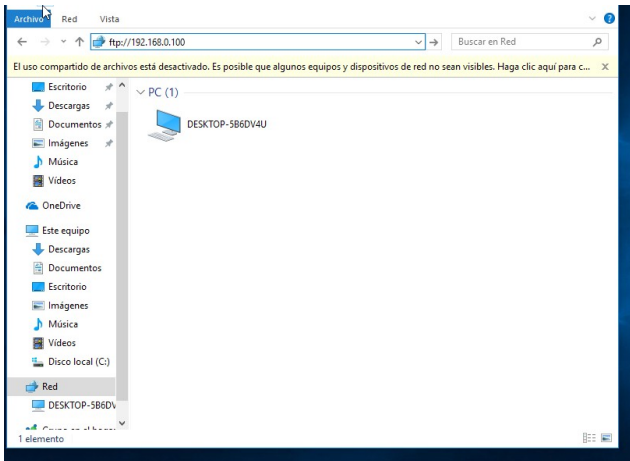 Archivo Red Vista
ftp://192.168.0.100 Buscar en Red
El uso compartido de archivos está desactivado. Es posible que algunos equipos y dispositivos de red no sean visibles. Haga clic aquí para c...
Escritorio
Descargas
Documentos
Imágenes
Música
Vídeos
OneDrive
Este equipo
Descargas
Documentos
Escritorio
Imágenes
Música
Vídeos
Disco local (C:)
Red
DESKTOP-5B6DV
PC (1)
DESKTOP-5B6DV4U
1 elemento